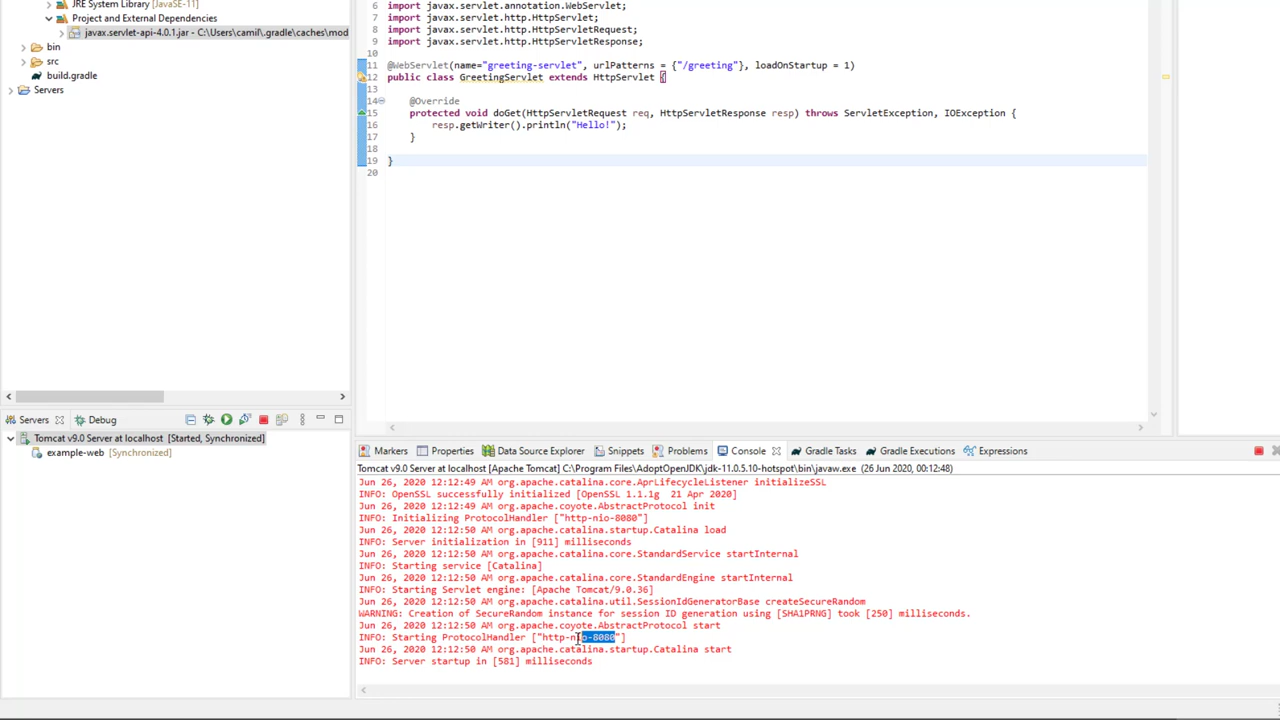 JRE System Library [JavaSE-11]
Project and External Dependencies
javax.servlet-api-4.0.1.jar - C:\Users\camil\.gradle\caches\mod
bin
src
build.gradle
Servers
6 import javax.servlet.annotation.WebServlet;
7 import javax.servlet.http.HttpServlet;
8 import javax.servlet.http.HttpServletRequest;
9 import javax.servlet.http.HttpServletResponse;
10
11 @WebServlet(name="greeting-servlet", urlPatterns = {"/greeting"}, loadOnStartup = 1)
12 public class GreetingServlet extends HttpServlet {
13
14 @Override
15 protected void doGet(HttpServletRequest req, HttpServletResponse resp) throws ServletException, IOException {
16 resp.getWriter().println("Hello!");
17 }
18
19 }
20
Servers Debug
Tomcat v9.0 Server at localhost [Started, Synchronized]
example-web [Synchronized]
Markers Properties Data Source Explorer Snippets Problems Console Gradle Tasks Gradle Executions Expressions
Tomcat v9.0 Server at localhost [Apache Tomcat] C:\Program Files\AdoptOpenJDK\jdk-11.0.5.10-hotspot\bin\javaw.exe (26 Jun 2020, 00:12:48)
Jun 26, 2020 12:12:49 AM org.apache.catalina.core.AprLifecycleListener initializeSSL
INFO: OpenSSL successfully initialized [OpenSSL 1.1.1g 21 Apr 2020]
Jun 26, 2020 12:12:49 AM org.apache.coyote.AbstractProtocol init
INFO: Initializing ProtocolHandler ["http-nio-8080"]
Jun 26, 2020 12:12:50 AM org.apache.catalina.startup.Catalina load
INFO: Server initialization in [911] milliseconds
Jun 26, 2020 12:12:50 AM org.apache.catalina.core.StandardService startInternal
INFO: Starting service [Catalina]
Jun 26, 2020 12:12:50 AM org.apache.catalina.core.StandardEngine startInternal
INFO: Starting Servlet engine: [Apache Tomcat/9.0.36]
Jun 26, 2020 12:12:50 AM org.apache.catalina.util.SessionIdGeneratorBase createSecureRandom
WARNING: Creation of SecureRandom instance for session ID generation using [SHA1PRNG] took [250] milliseconds.
Jun 26, 2020 12:12:50 AM org.apache.coyote.AbstractProtocol start
INFO: Starting ProtocolHandler ["http-nio-8080"]
Jun 26, 2020 12:12:50 AM org.apache.catalina.startup.Catalina start
INFO: Server startup in [581] milliseconds